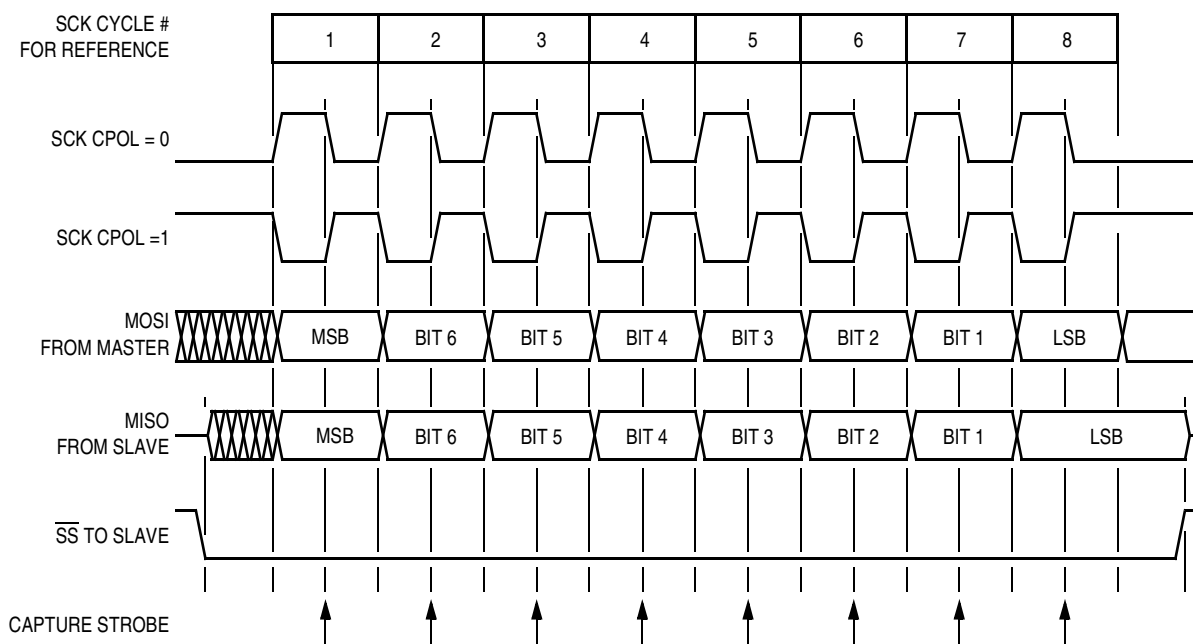 SCK CYCLE #
FOR REFERENCE
1 2 3 4 5 6 7 8
SCK CPOL = 0
SCK CPOL =1
MOSI
FROM MASTER
MSB BIT 6 BIT 5 BIT 4 BIT 3 BIT 2 BIT 1 LSB
MISO
FROM SLAVE
MSB BIT 6 BIT 5 BIT 4 BIT 3 BIT 2 BIT 1 LSB
S̅S̅ TO SLAVE
CAPTURE STROBE